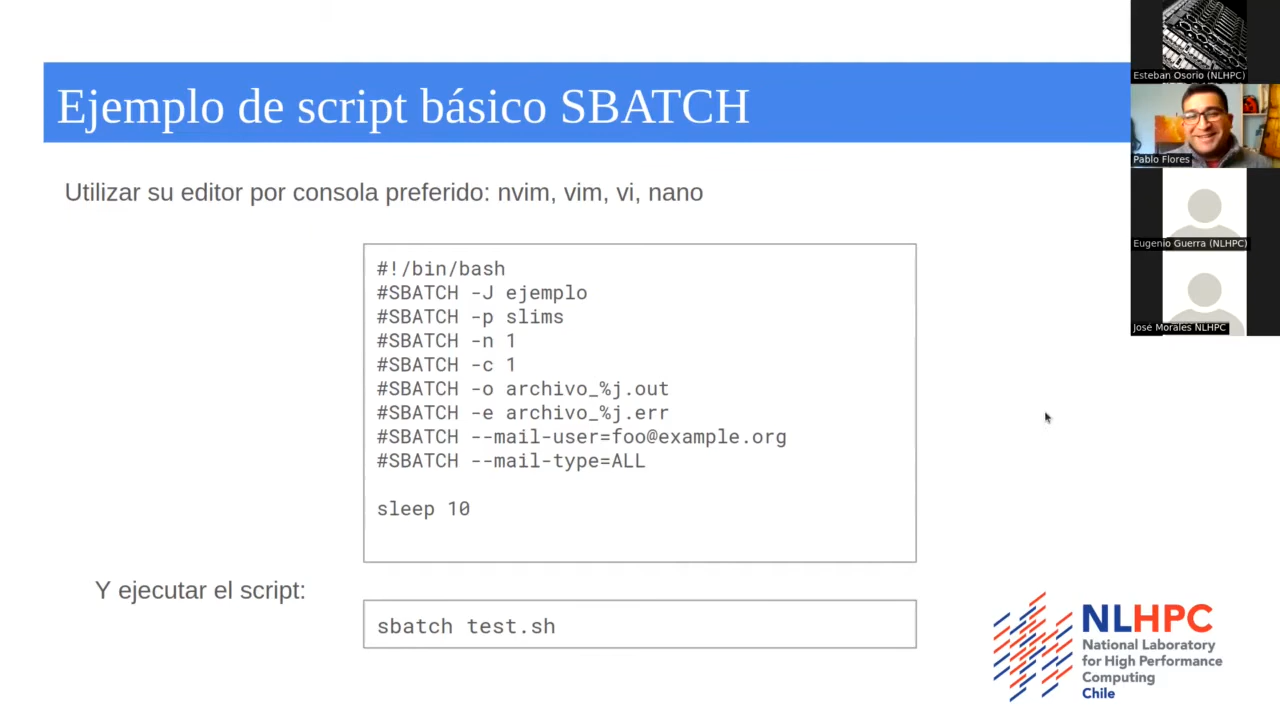 Ejemplo de script básico SBATCH
Utilizar su editor por consola preferido: nvim, vim, vi, nano
#!/bin/bash
#SBATCH -J ejemplo
#SBATCH -p slims
#SBATCH -n 1
#SBATCH -c 1
#SBATCH -o archivo_%j.out
#SBATCH -e archivo_%j.err
#SBATCH --mail-user=foo@example.org
#SBATCH --mail-type=ALL
sleep 10
Y ejecutar el script:
sbatch test.sh
NLHPC
National Laboratory
for High Performance
Computing
Chile
Esteban Osorio (NLHPC)
Pablo Flores
Eugenio Guerra (NLHPC)
José Morales NLHPC